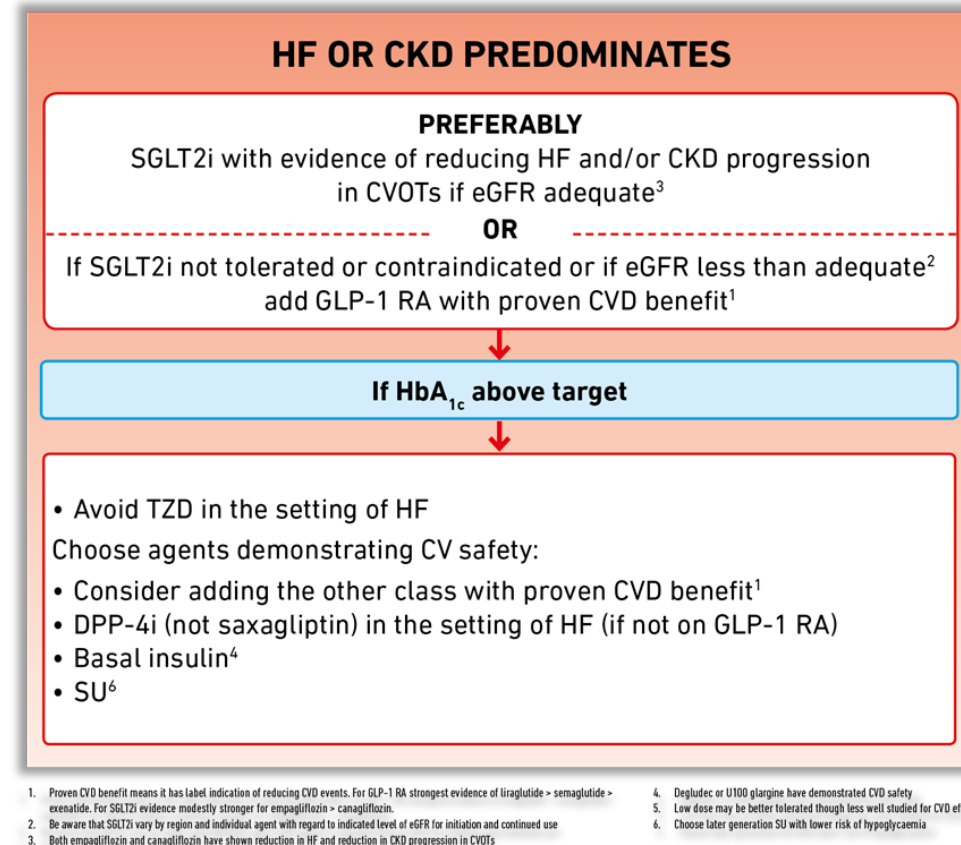 HF OR CKD PREDOMINATES
PREFERABLY
SGLT2i with evidence of reducing HF and/or CKD progression
in CVOTs if eGFR adequate³
OR
If SGLT2i not tolerated or contraindicated or if eGFR less than adequate²
add GLP-1 RA with proven CVD benefit¹
If HbA₁c above target
• Avoid TZD in the setting of HF
Choose agents demonstrating CV safety:
• Consider adding the other class with proven CVD benefit¹
• DPP-4i (not saxagliptin) in the setting of HF (if not on GLP-1 RA)
• Basal insulin⁴
• SU⁶
1. Proven CVD benefit means it has label indication of reducing CVD events. For GLP-1 RA strongest evidence of liraglutide > semaglutide >
exenatide. For SGLT2i evidence modestly stronger for empagliflozin > canagliflozin.
2. Be aware that SGLT2i vary by region and individual agent with regard to indicated level of eGFR for initiation and continued use
3. Both empagliflozin and canagliflozin have shown reduction in HF and reduction in CKD progression in CVOTs
4. Degludec or U100 glargine have demonstrated CVD safety
5. Low dose may be better tolerated though less well studied for CVD ef
6. Choose later generation SU with lower risk of hypoglycaemia